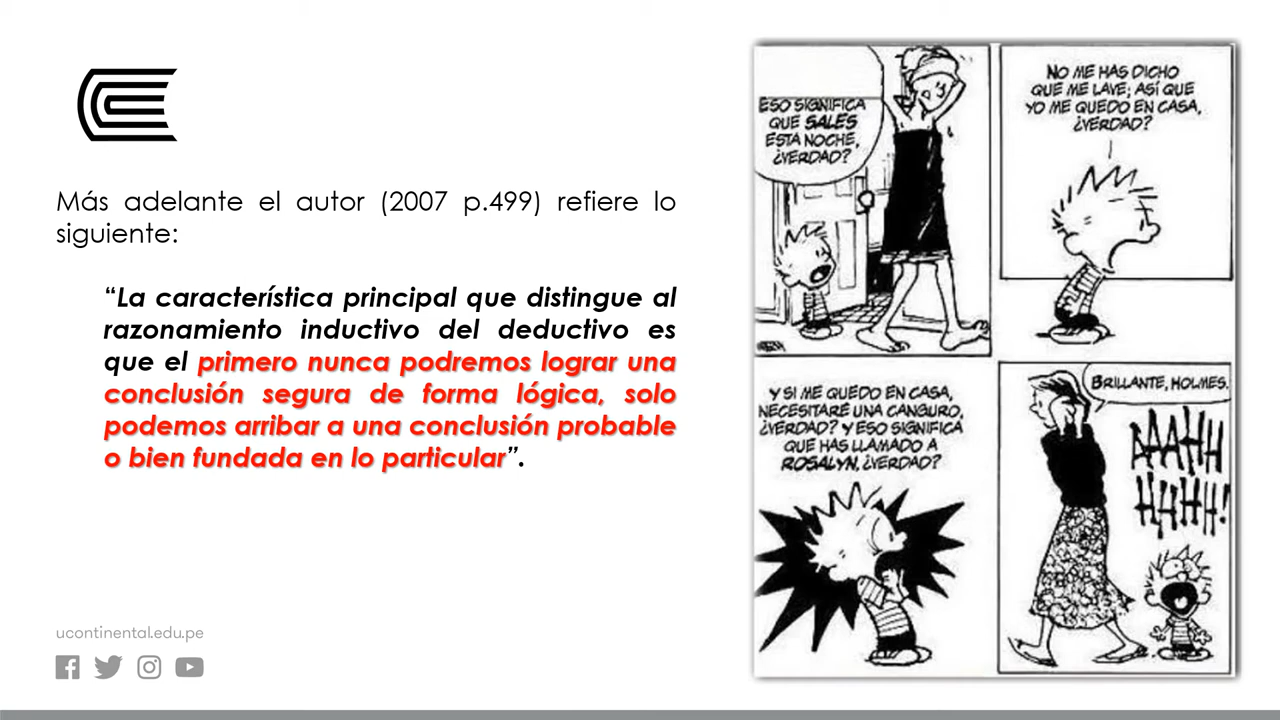 Más adelante el autor (2007 p.499) refiere lo
siguiente:
“La característica principal que distingue al
razonamiento inductivo del deductivo es
que el primero nunca podremos lograr una
conclusión segura de forma lógica, solo
podemos arribar a una conclusión probable
o bien fundada en lo particular”.
ucontinental.edu.pe
ESO SIGNIFICA
QUE SALES
ESTA NOCHE,
¿VERDAD?
NO ME HAS DICHO
QUE ME LAVE; ASÍ QUE
YO ME QUEDO EN CASA,
¿VERDAD?
Y SI ME QUEDO EN CASA,
NECESITARÉ UNA CANGURO,
¿VERDAD? Y ESO SIGNIFICA
QUE HAS LLAMADO A
ROSALYN, ¿VERDAD?
BRILLANTE, HOLMES.
AAAHH
HHHH!